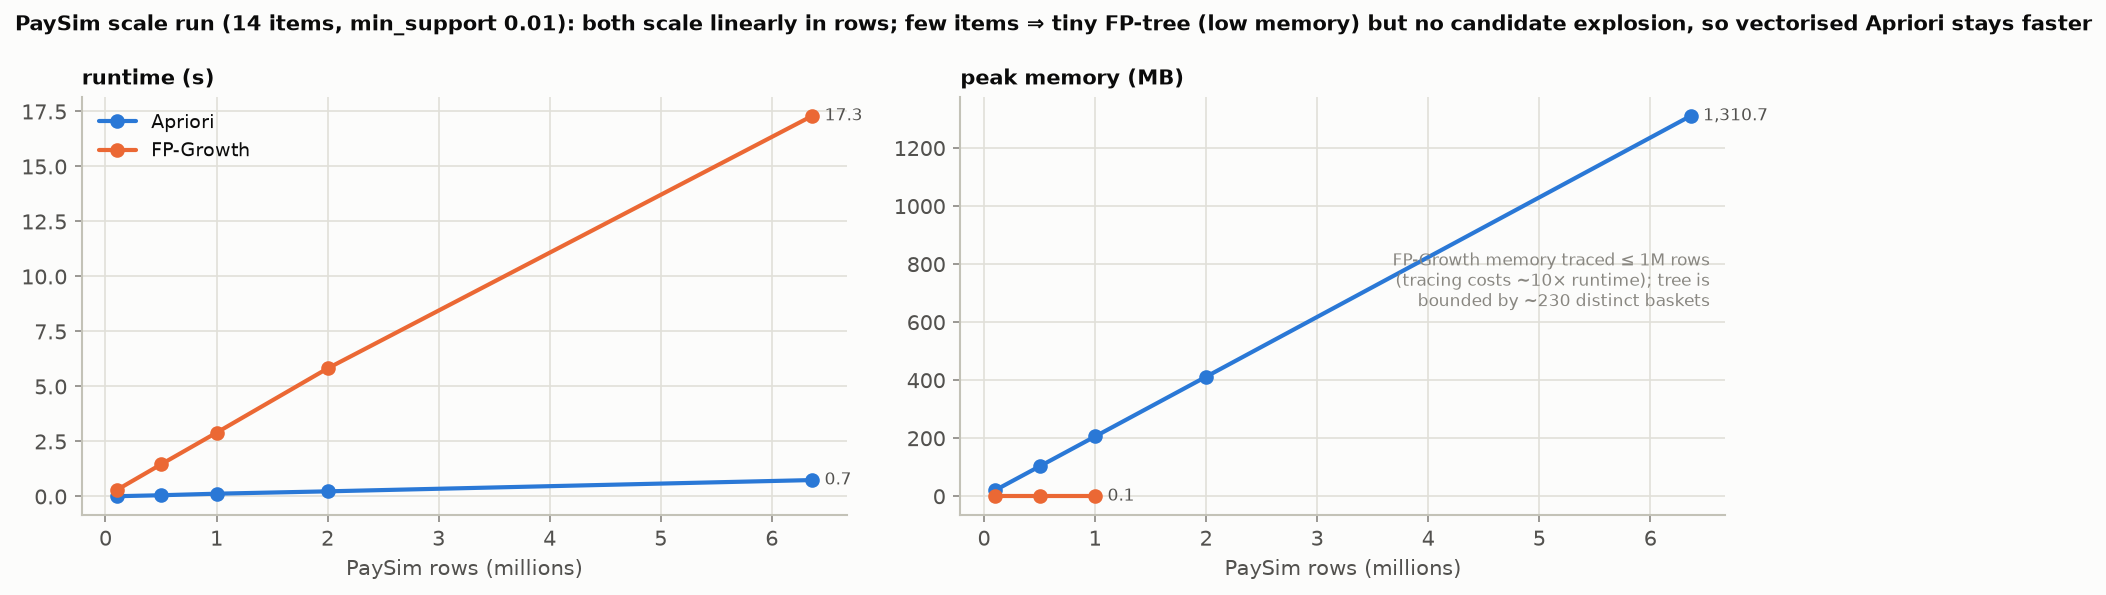 PaySim scale run (14 items, min_support 0.01): both scale linearly in rows; few items ⇒ tiny FP-tree (low memory) but no candidate explosion, so vectorised Apriori stays faster
runtime (s)
17.5
15.0
12.5
10.0
7.5
5.0
2.5
0.0
Apriori
FP-Growth
17.3
0.7
0 1 2 3 4 5 6
PaySim rows (millions)
peak memory (MB)
1200
1000
800
600
400
200
0
1,310.7
FP-Growth memory traced ≤ 1M rows
(tracing costs ~10× runtime); tree is
bounded by ~230 distinct baskets
0.1
0 1 2 3 4 5 6
PaySim rows (millions)